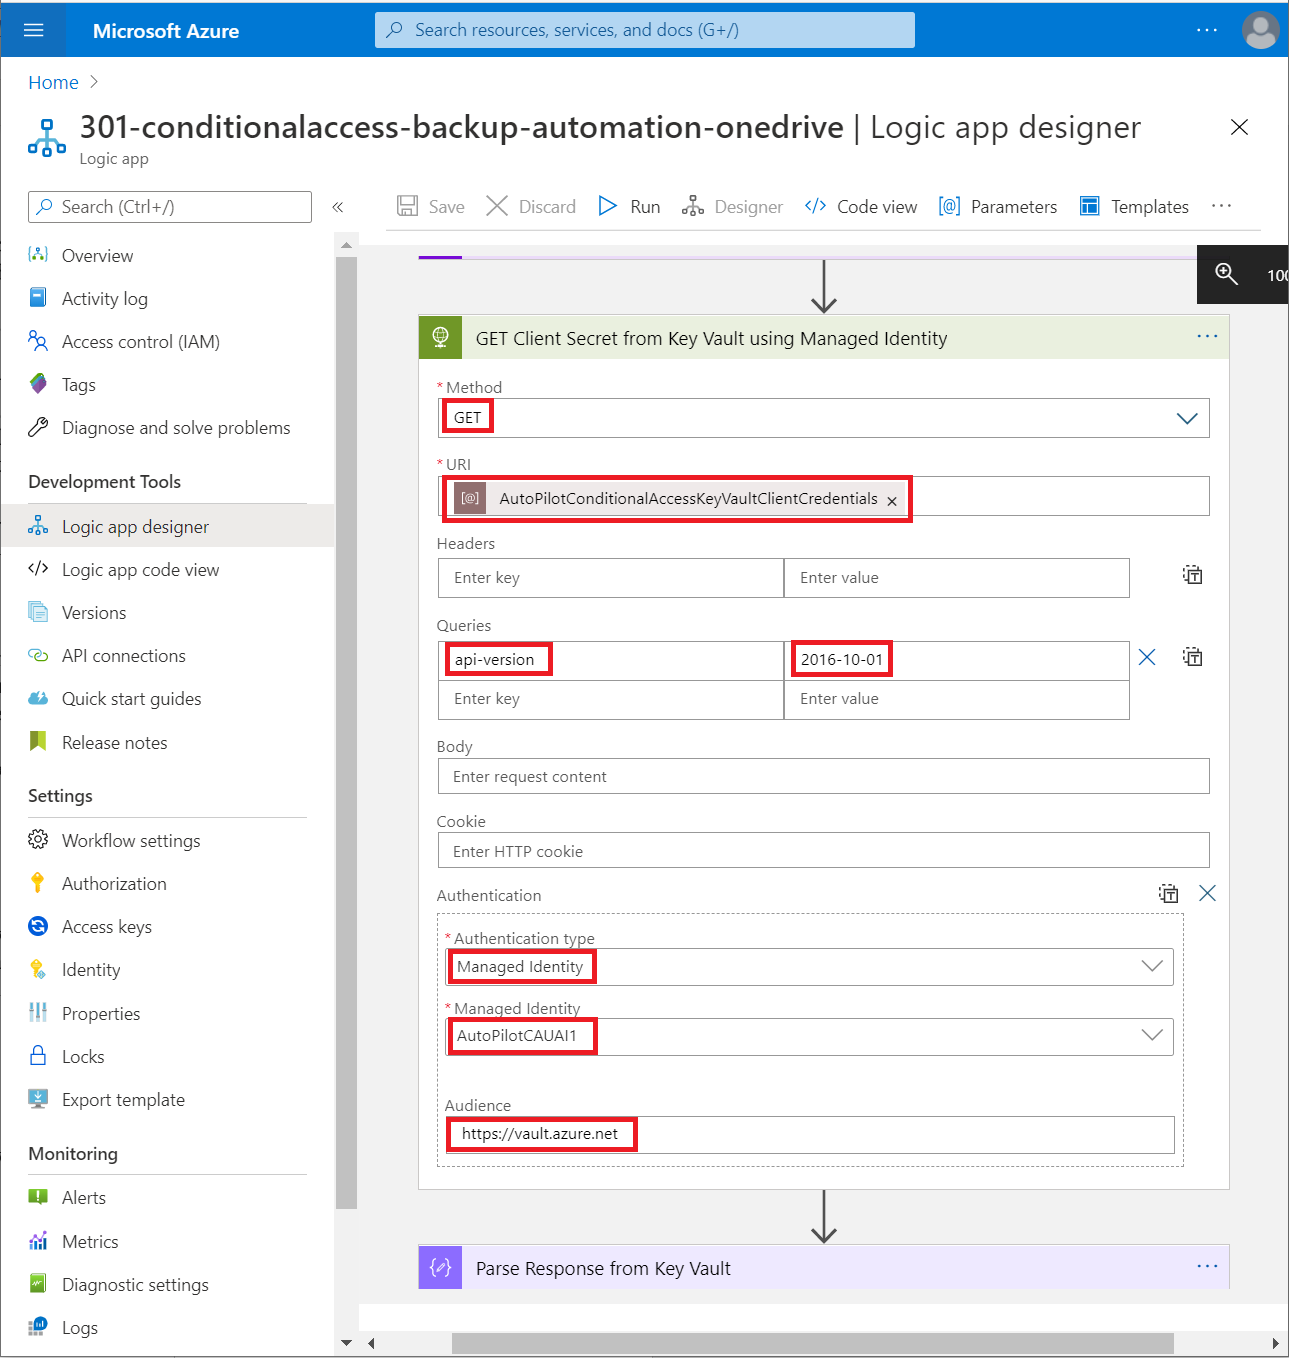 Microsoft Azure
Search resources, services, and docs (G+/)
Home
301-conditionalaccess-backup-automation-onedrive | Logic app designer
Logic app
Search (Ctrl+/)
Save
Discard
Run
Designer
Code view
Parameters
Templates
Overview
Activity log
Access control (IAM)
Tags
Diagnose and solve problems
Development Tools
Logic app designer
Logic app code view
Versions
API connections
Quick start guides
Release notes
Settings
Workflow settings
Authorization
Access keys
Identity
Properties
Locks
Export template
Monitoring
Alerts
Metrics
Diagnostic settings
Logs
100
GET Client Secret from Key Vault using Managed Identity
* Method
GET
* URI
AutoPilotConditionalAccessKeyVaultClientCredentials
Headers
Enter key
Enter value
Queries
api-version
2016-10-01
Enter key
Enter value
Body
Enter request content
Cookie
Enter HTTP cookie
Authentication
* Authentication type
Managed Identity
* Managed Identity
AutoPilotCAUAI1
Audience
https://vault.azure.net
Parse Response from Key Vault